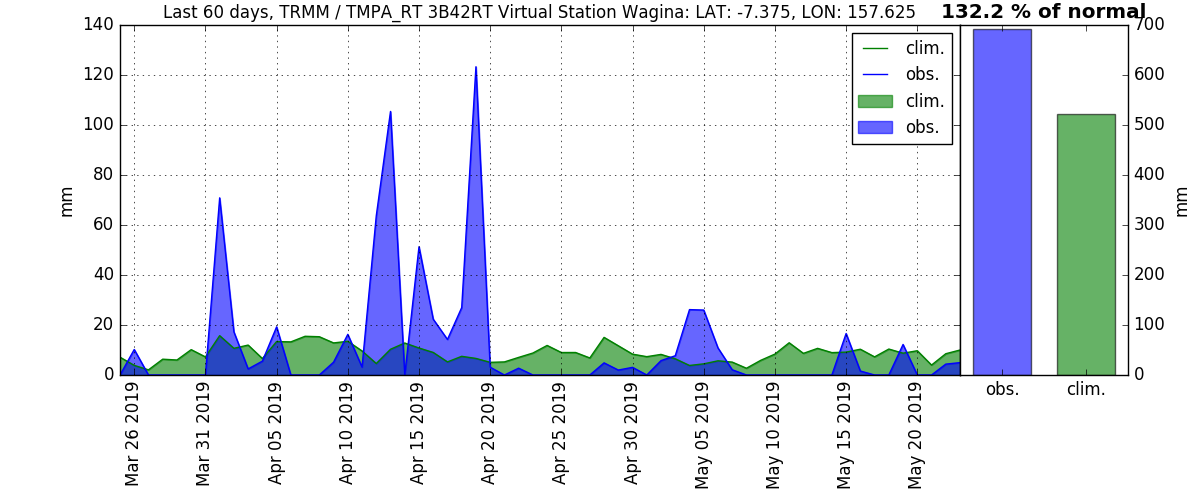 Last 60 days, TRMM / TMPA_RT 3B42RT Virtual Station Wagina: LAT: -7.375, LON: 157.625
132.2 % of normal
140
120
100
80
60
40
20
0
mm
clim.
obs.
clim.
obs.
700
600
500
400
300
200
100
0
mm
obs.
clim.
Mar 26 2019
Mar 31 2019
Apr 05 2019
Apr 10 2019
Apr 15 2019
Apr 20 2019
Apr 25 2019
Apr 30 2019
May 05 2019
May 10 2019
May 15 2019
May 20 2019